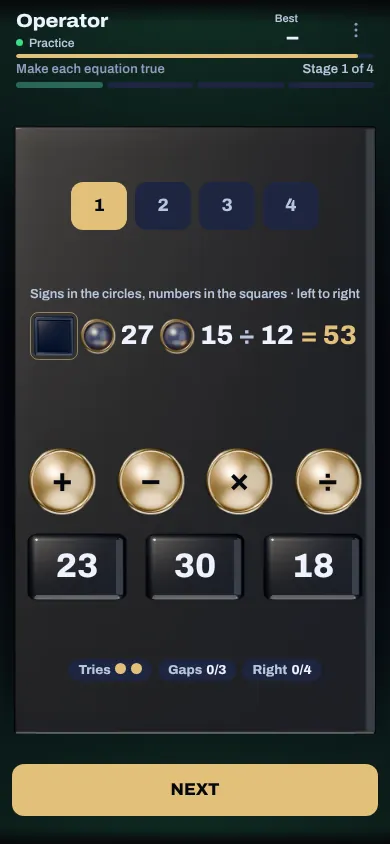 Operator
Best
Practice
–
Make each equation true
Stage 1 of 4
1 2 3 4
Signs in the circles, numbers in the squares · left to right
27 15 ÷ 12 = 53
+ − × ÷
23 30 18
Tries Gaps 0/3 Right 0/4
NEXT